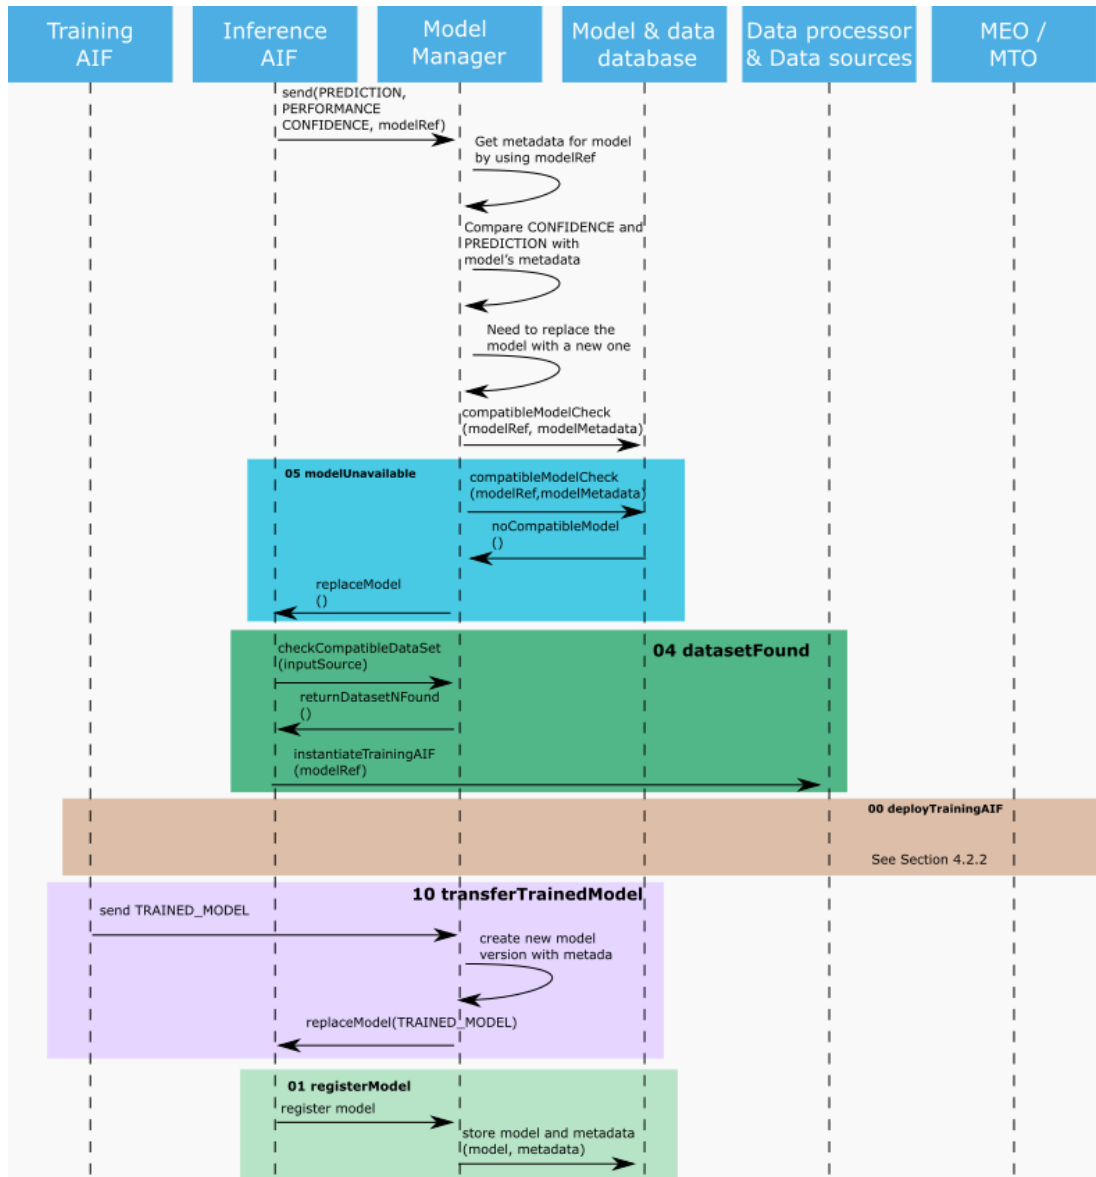 Training
AIF
Inference
AIF
Model
Manager
Model & data
database
Data processor
& Data sources
MEO /
MTO
send(PREDICTION,
PERFORMANCE
CONFIDENCE, modelRef)
Get metadata for model
by using modelRef
Compare CONFIDENCE and
PREDICTION with
model's metadata
Need to replace the
model with a new one
compatibleModelCheck
(modelRef, modelMetadata)
05 modelUnavailable
compatibleModelCheck
(modelRef,modelMetadata)
noCompatibleModel
()
replaceModel
()
checkCompatibleDataSet
(inputSource)
04 datasetFound
returnDatasetNFound
()
instantiateTrainingAIF
(modelRef)
00 deployTrainingAIF
See Section 4.2.2
10 transferTrainedModel
send TRAINED_MODEL
create new model
version with metada
replaceModel(TRAINED_MODEL)
01 registerModel
register model
store model and metadata
(model, metadata)